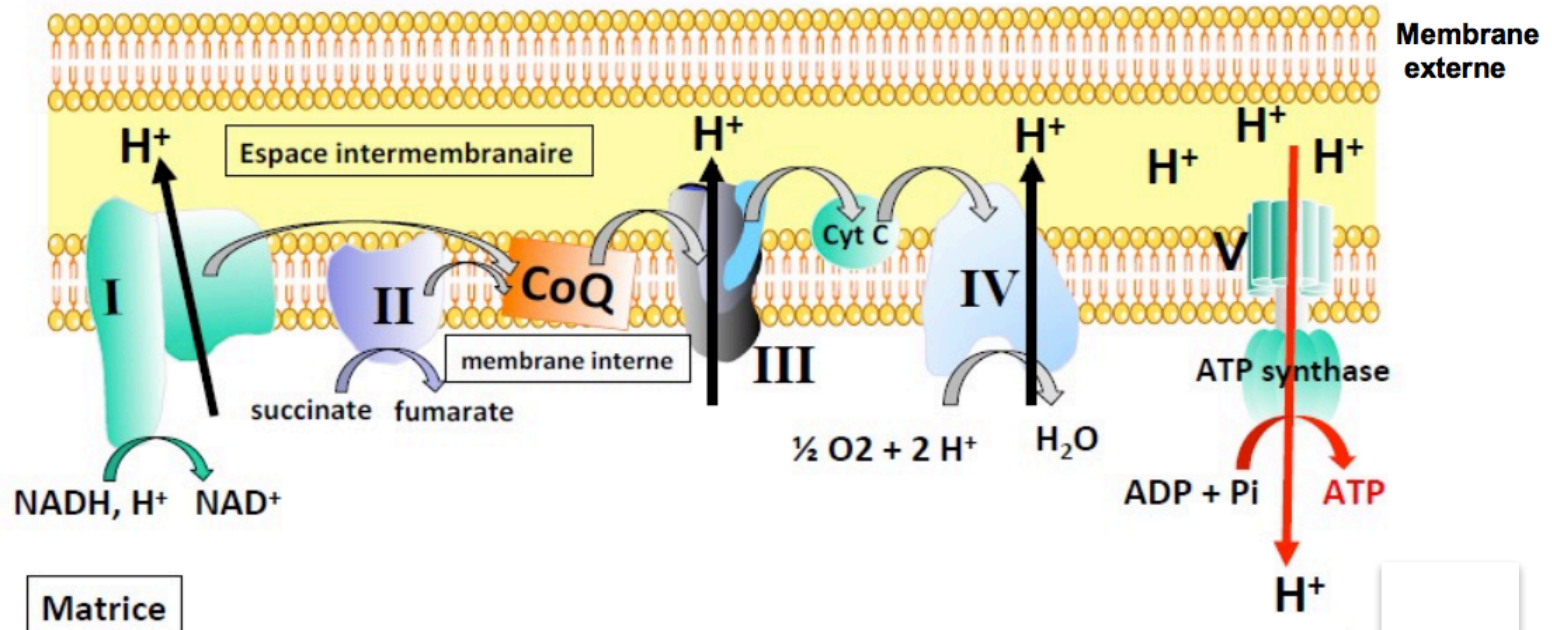 Membrane
externe
H⁺
Espace intermembranaire
H⁺
H⁺
H⁺
H⁺
H⁺
I
II
CoQ
Cyt C
IV
V
membrane interne
III
ATP synthase
succinate fumarate
½ O2 + 2 H⁺
H₂O
NADH, H⁺ NAD⁺
ADP + Pi
ATP
H⁺
Matrice